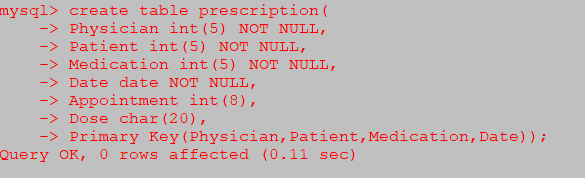 mysql> create table prescription(
-> Physician int(5) NOT NULL,
-> Patient int(5) NOT NULL,
-> Medication int(5) NOT NULL,
-> Date date NOT NULL,
-> Appointment int(8),
-> Dose char(20),
-> Primary Key(Physician,Patient,Medication,Date));
Query OK, 0 rows affected (0.11 sec)